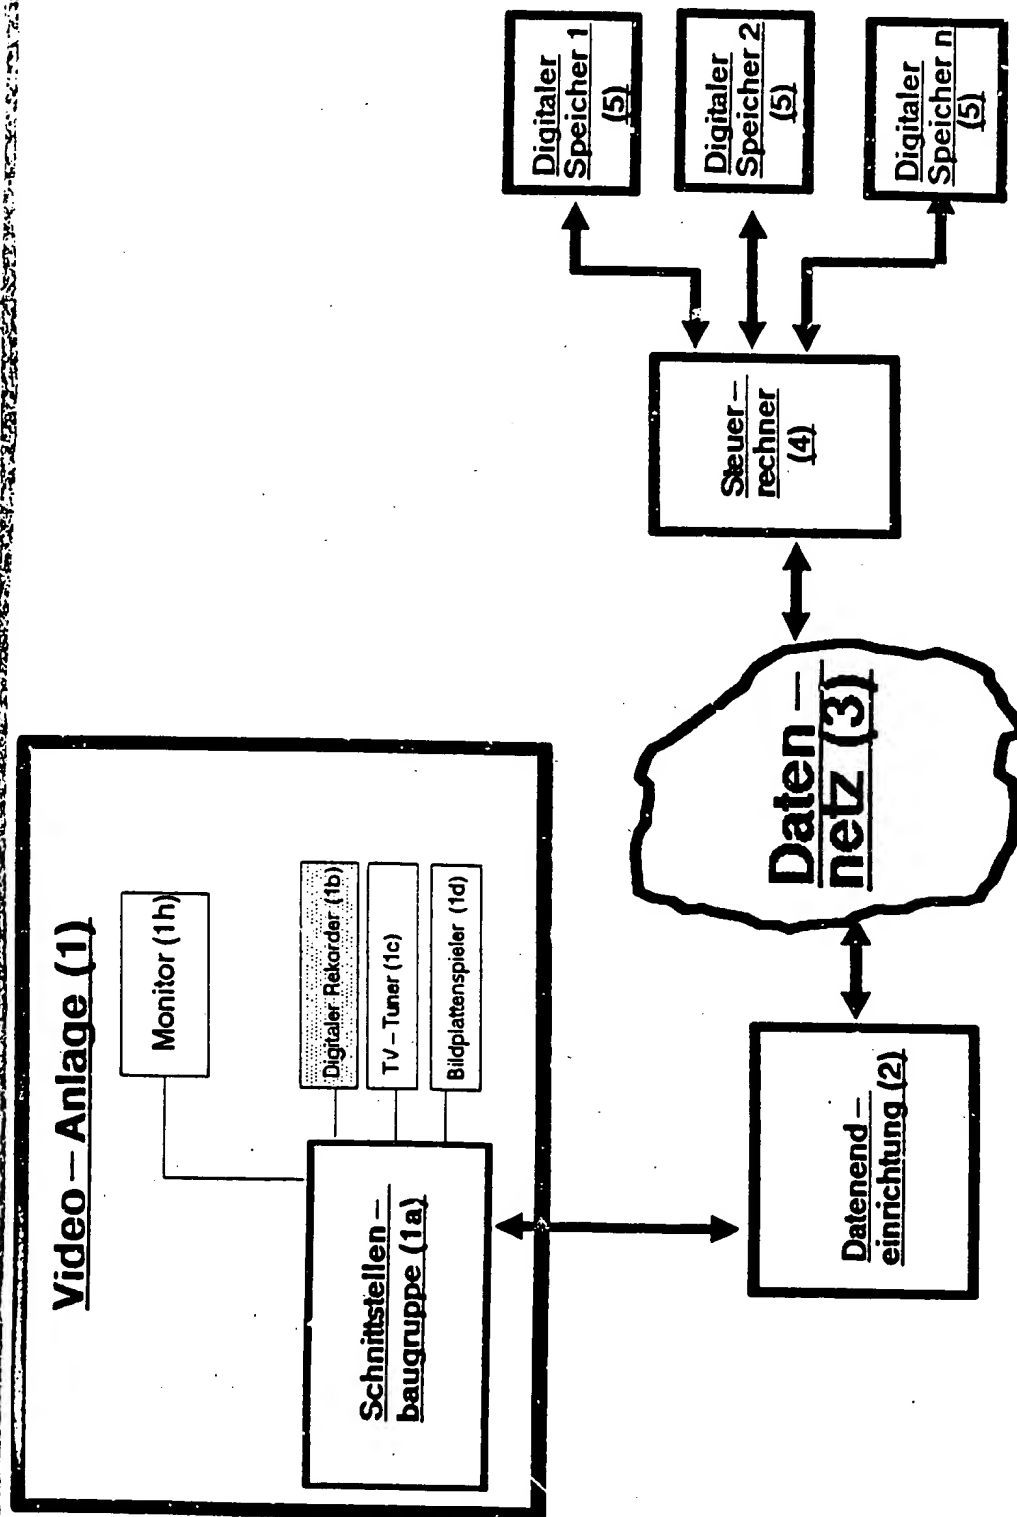 Video–Anlage (1)
Monitor (1h)
Digitaler Rekorder (1b)
TV–Tuner (1c)
Bildplattenspieler (1d)
Schnittstellen–
baugruppe (1a)
Datenend–
einrichtung (2)
Daten–
netz (3)
Steuer–
rechner
(4)
Digitaler
Speicher 1
(5)
Digitaler
Speicher 2
(5)
Digitaler
Speicher n
(5)